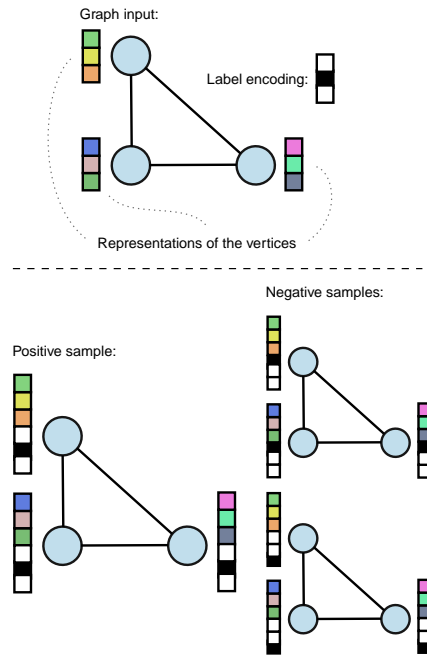 Graph input:
Label encoding:
Representations of the vertices
Negative samples:
Positive sample: